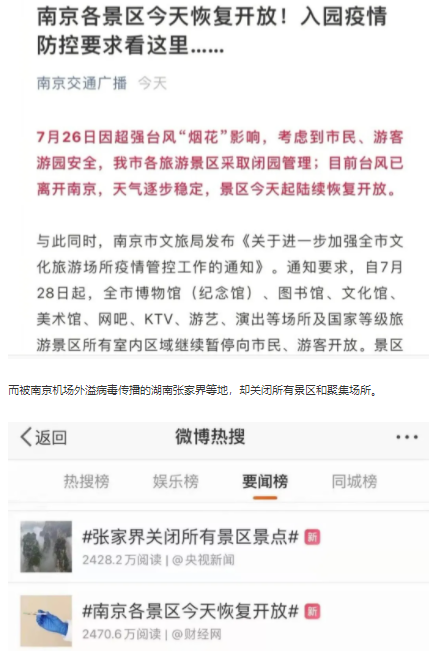 南京各景区今天恢复开放！入园疫情
防控要求看这里……
南京交通广播 今天
7月26日因超强台风“烟花”影响，考虑到市民、游客
游园安全，我市各旅游景区采取闭园管理；目前台风已
离开南京，天气逐步稳定，景区今天起陆续恢复开放。
与此同时，南京市文旅局发布《关于进一步加强全市文
化旅游场所疫情管控工作的通知》。通知要求，自7月
28日起，全市博物馆（纪念馆）、图书馆、文化馆、
美术馆、网吧、KTV、游艺、演出等场所及国家等级旅
游景区所有室内区域继续暂停向市民、游客开放。景区
而被南京机场外溢病毒传播的湖南张家界等地，却关闭所有景区和聚集场所。
返回 微博热搜 •••
热搜榜 娱乐榜 要闻榜 同城榜
#张家界关闭所有景区景点# 新
2428.2万阅读 | @央视新闻
#南京各景区今天恢复开放# 新
2470.6万阅读 | @财经网